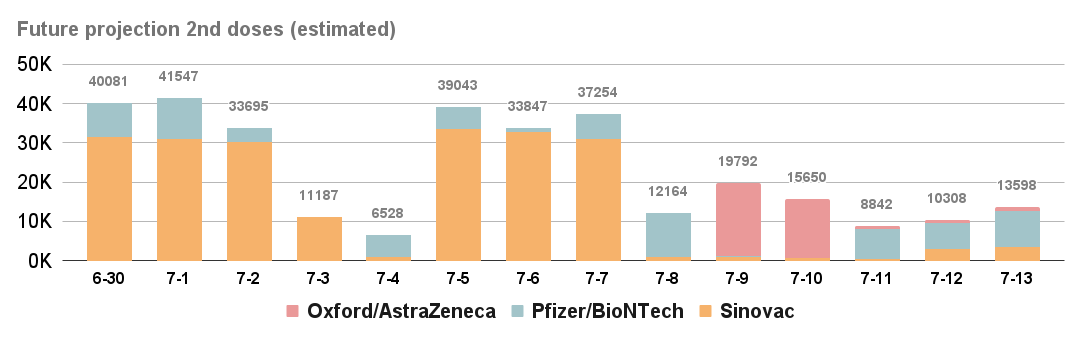 Future projection 2nd doses (estimated)
50K
40K
30K
20K
10K
0K
40081
41547
33695
11187
6528
39043
33847
37254
12164
19792
15650
8842
10308
13598
6-30
7-1
7-2
7-3
7-4
7-5
7-6
7-7
7-8
7-9
7-10
7-11
7-12
7-13
Oxford/AstraZeneca
Pfizer/BioNTech
Sinovac